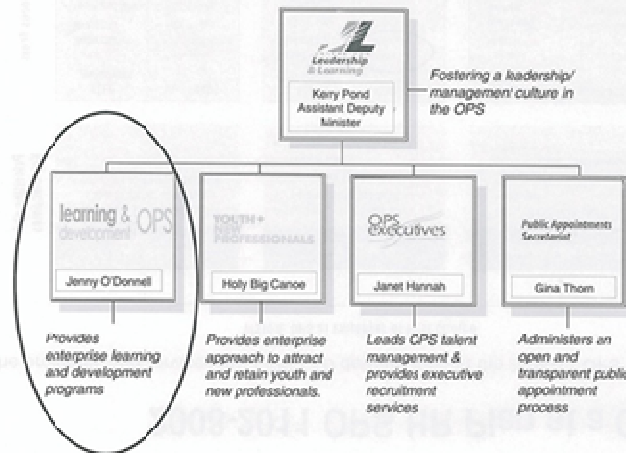 Leadership
& Learning
Kerry Pond
Assistant Deputy
Minister
Fostering a leadership/
management culture in
the OPS
learning & OPS
development
Jenny O'Donnell
Provides
enterprise learning
and development
programs
YOUTH+
NEW
PROFESSIONALS
Holy Big Canoe
Provides enterprise
approach to attract
and retain youth and
new professionals.
OPS
executives
Janet Hannah
Leads OPS talent
management &
provides executive
recruitment
services
Public Appointments
Secretariat
Gina Thorn
Administers an
open and
transparent public
appointment
process